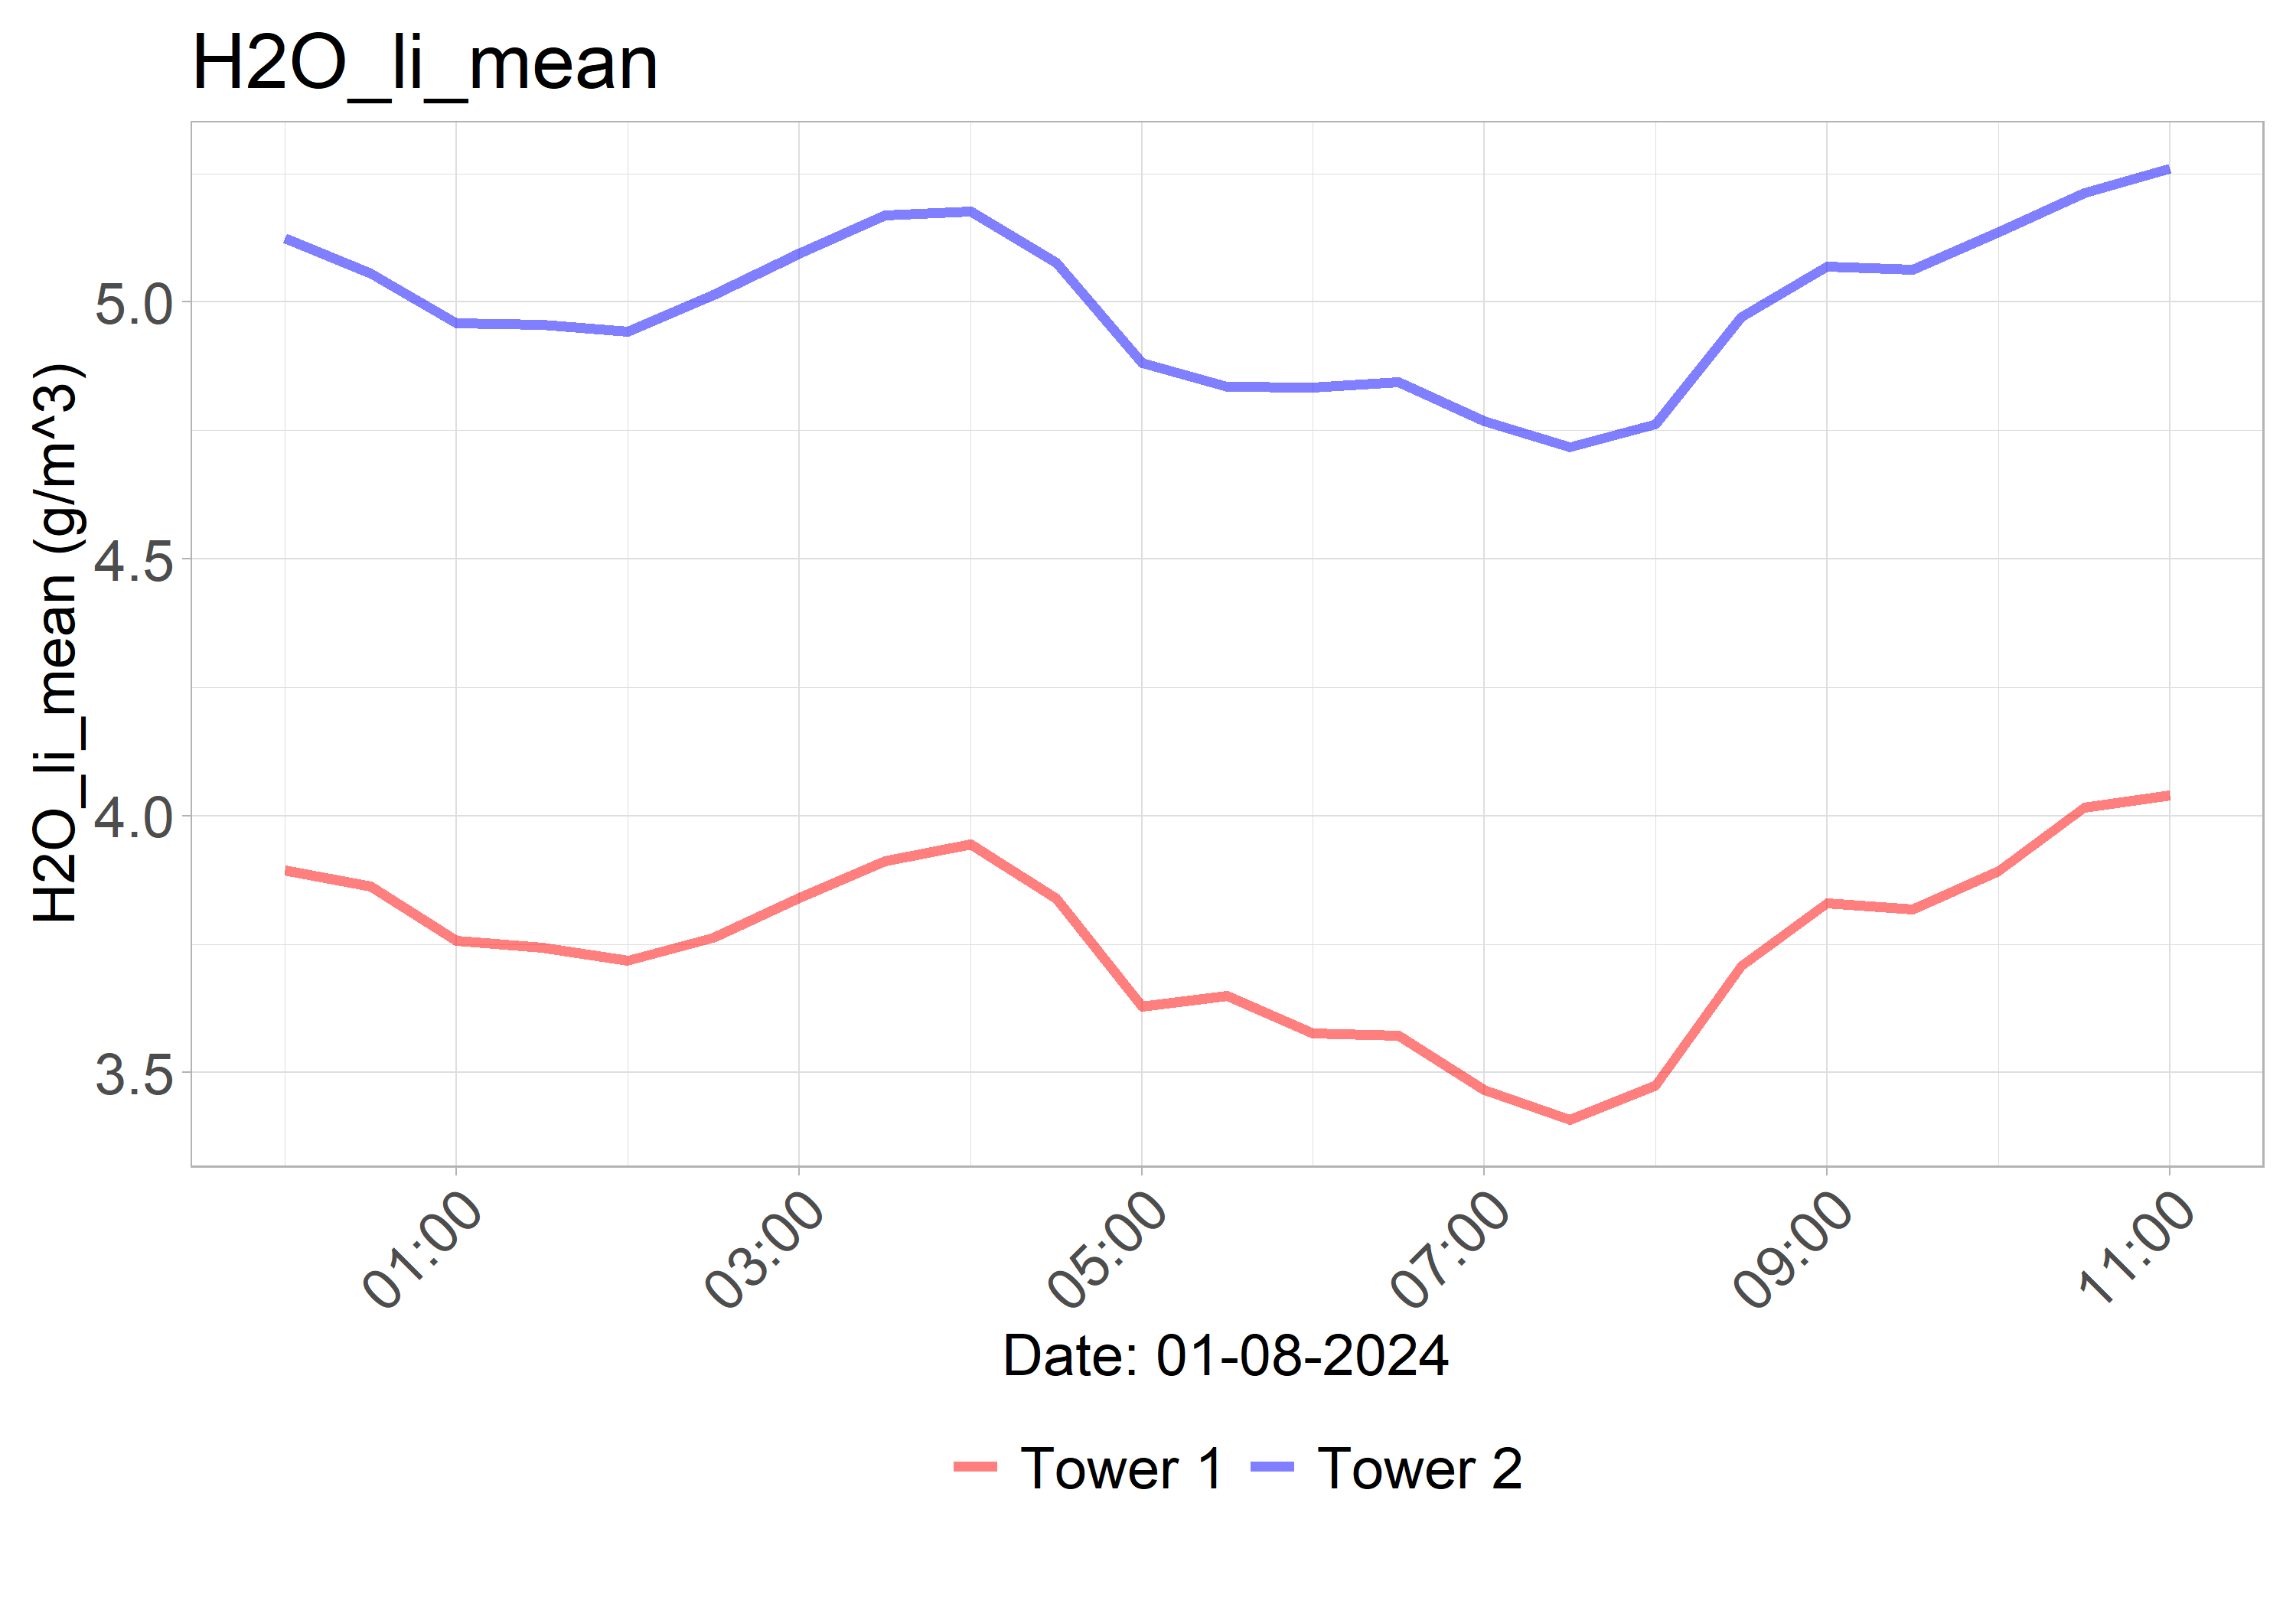 H2O_li_mean
H2O_li_mean (g/m^3)
5.0
4.5
4.0
3.5
01:00
03:00
05:00
07:00
09:00
11:00
Date: 01-08-2024
Tower 1
Tower 2